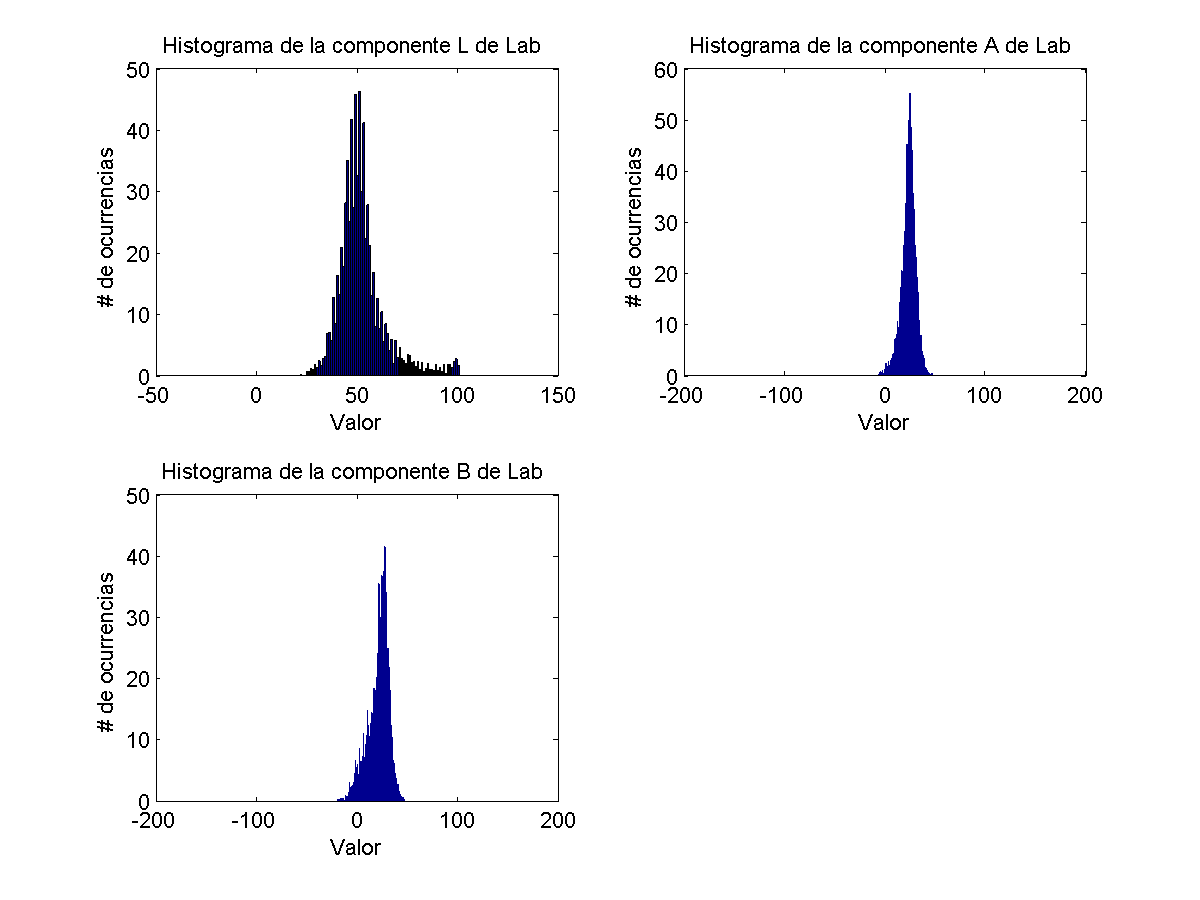 Histograma de la componente L de Lab
50
40
30
20
10
0
-50 0 50 100 150
# de ocurrencias
Valor
Histograma de la componente A de Lab
60
50
40
30
20
10
0
-200 -100 0 100 200
# de ocurrencias
Valor
Histograma de la componente B de Lab
50
40
30
20
10
0
-200 -100 0 100 200
# de ocurrencias
Valor